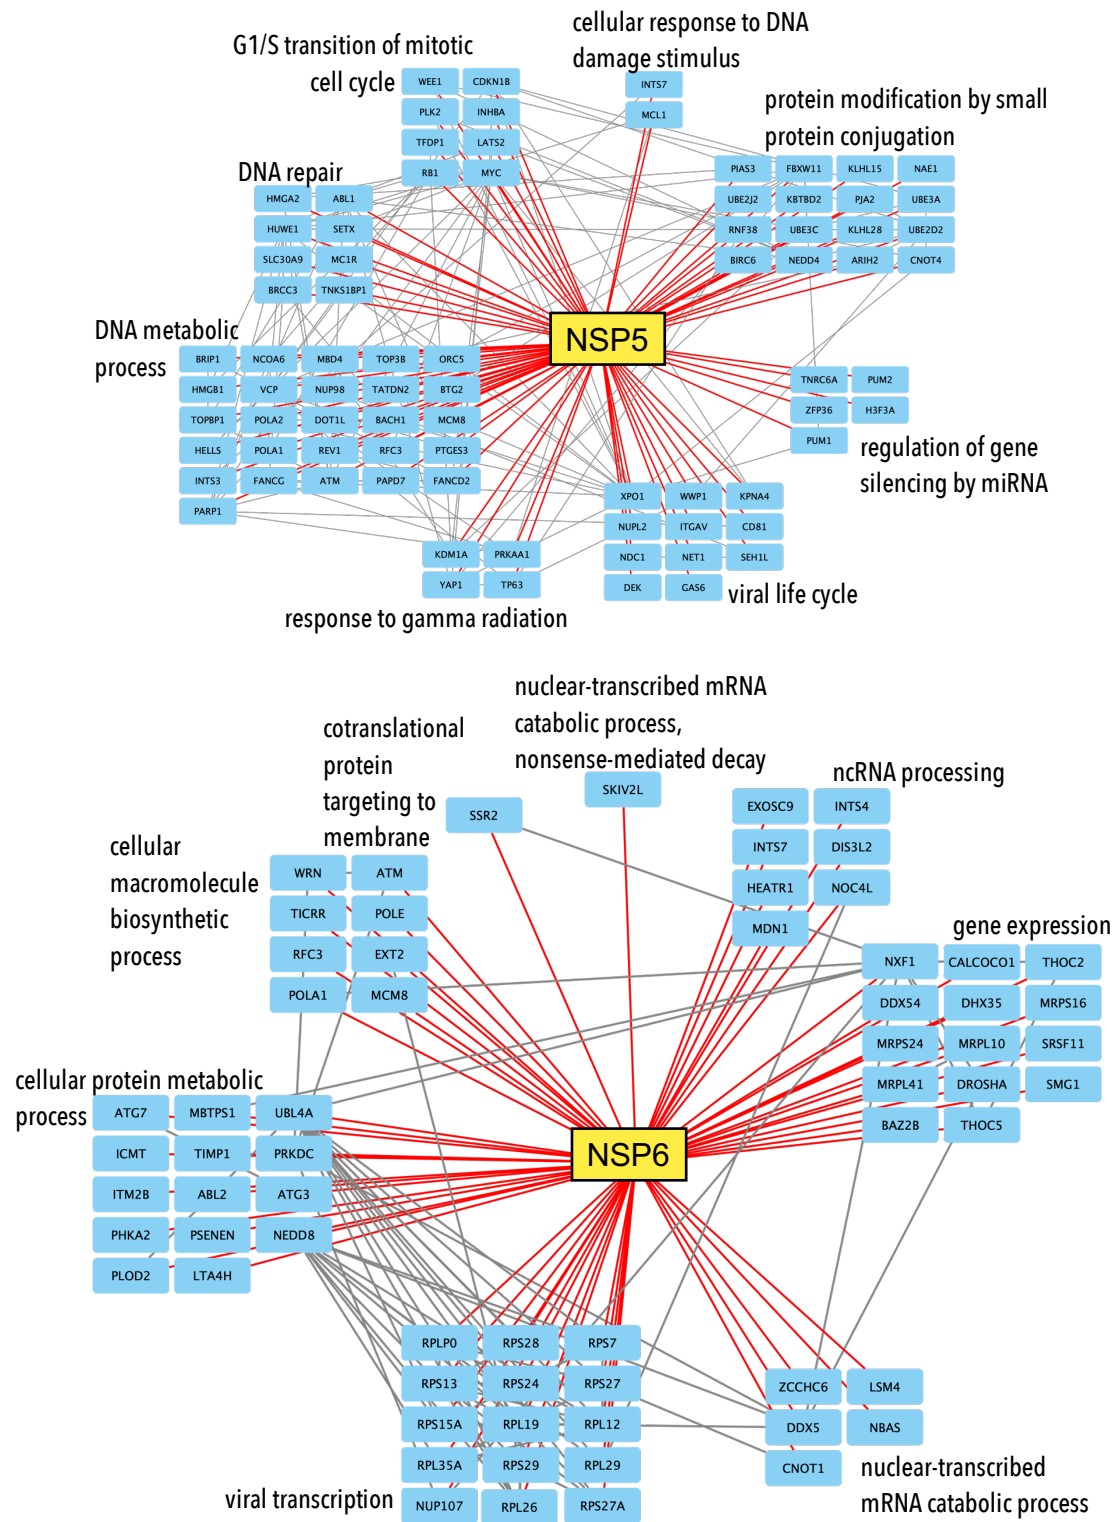 G1/S transition of mitotic
cell cycle
WEE1 CDKN1B
PLK2 INHBA
TFDP1 LATS2
RB1 MYC
cellular response to DNA
damage stimulus
INTS7
MCL1
protein modification by small
protein conjugation
PIAS3 FBXW11 KLHL15 NAE1
UBE2J2 KBTBD2 PJA2 UBE3A
RNF38 UBE3C KLHL28 UBE2D2
BIRC6 NEDD4 ARIH2 CNOT4
DNA repair
HMGA2 ABL1
HUWE1 SETX
SLC30A9 MC1R
BRCC3 TNKS1BP1
NSP5
DNA metabolic
process
BRIP1 NCOA6 MBD4 TOP3B ORC5
HMGB1 VCP NUP98 TATDN2 BTG2
TOPBP1 POLA2 DOT1L BACH1 MCM8
HELLS POLA1 REV1 RFC3 PTGES3
INTS3 FANCG ATM PAPD7 FANCD2
PARP1
TNRC6A PUM2
ZFP36 H3F3A
PUM1
regulation of gene
silencing by miRNA
KDM1A PRKAA1
YAP1 TP63
response to gamma radiation
XPO1 WWP1 KPNA4
NUPL2 ITGAV CD81
NDC1 NET1 SEH1L
DEK GAS6
viral life cycle
nuclear-transcribed mRNA
catabolic process,
nonsense-mediated decay
SKIV2L
cotranslational
protein
targeting to
membrane
SSR2
ncRNA processing
EXOSC9 INTS4
INTS7 DIS3L2
HEATR1 NOC4L
MDN1
cellular
macromolecule
biosynthetic
process
WRN ATM
TICRR POLE
RFC3 EXT2
POLA1 MCM8
gene expression
NXF1 CALCOCO1 THOC2
DDX54 DHX35 MRPS16
MRPS24 MRPL10 SRSF11
MRPL41 DROSHA SMG1
BAZ2B THOC5
cellular protein metabolic
process
ATG7 MBTPS1 UBL4A
ICMT TIMP1 PRKDC
ITM2B ABL2 ATG3
PHKA2 PSENEN NEDD8
PLOD2 LTA4H
NSP6
RPLP0 RPS28 RPS7
RPS13 RPS24 RPS27
RPS15A RPL19 RPL12
RPL35A RPS29 RPL29
NUP107 RPL26 RPS27A
viral transcription
ZCCHC6 LSM4
DDX5 NBAS
CNOT1
nuclear-transcribed
mRNA catabolic process